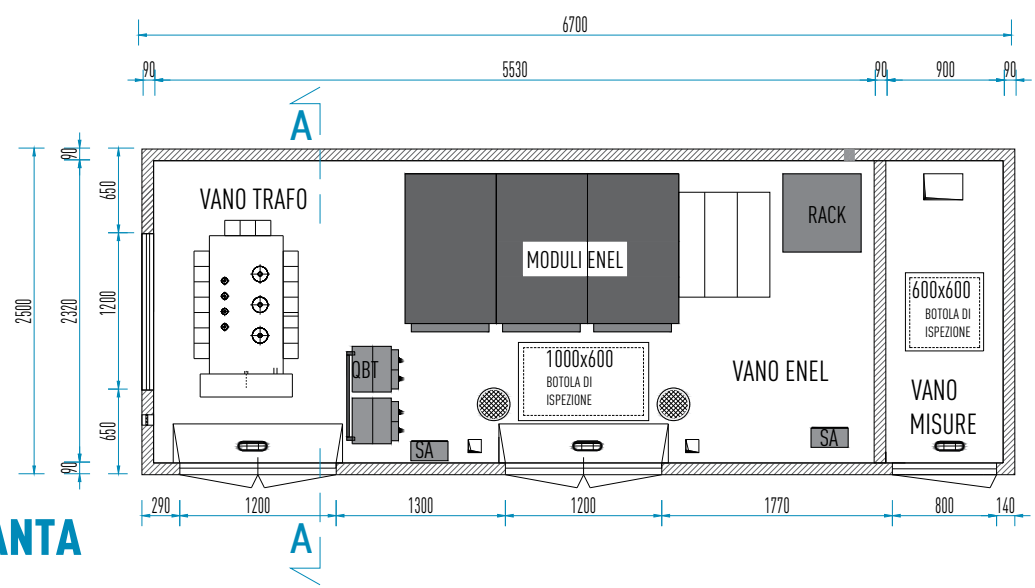 6700
90
5530
90
900
90
A
90
650
2500
2320
1200
650
90
VANO TRAFO
MODULI ENEL
RACK
600x600
BOTOLA DI
ISPEZIONE
1000x600
BOTOLA DI
ISPEZIONE
QBT
VANO ENEL
VANO
MISURE
SA
SA
290
1200
1300
1200
1770
800
140
ANTA
A